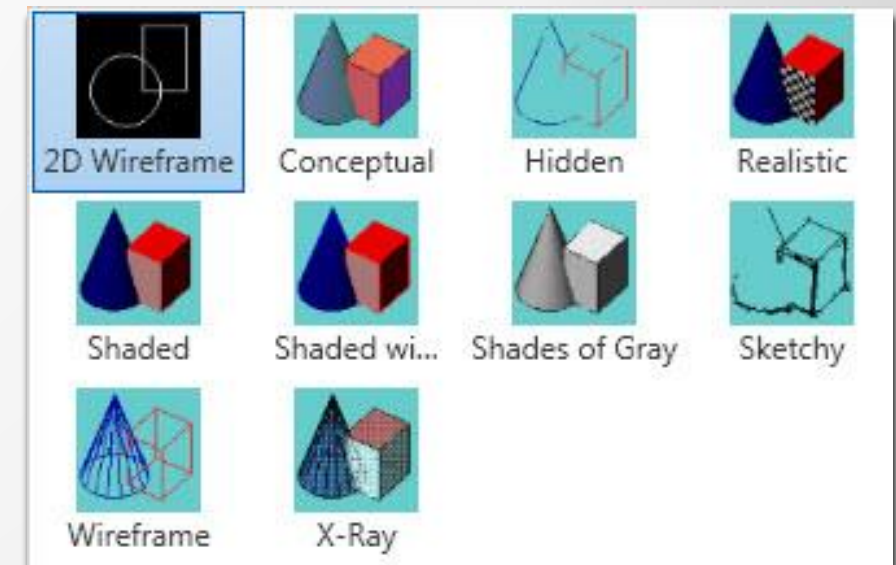 2D Wireframe Conceptual Hidden Realistic
Shaded Shaded wi... Shades of Gray Sketchy
Wireframe X-Ray